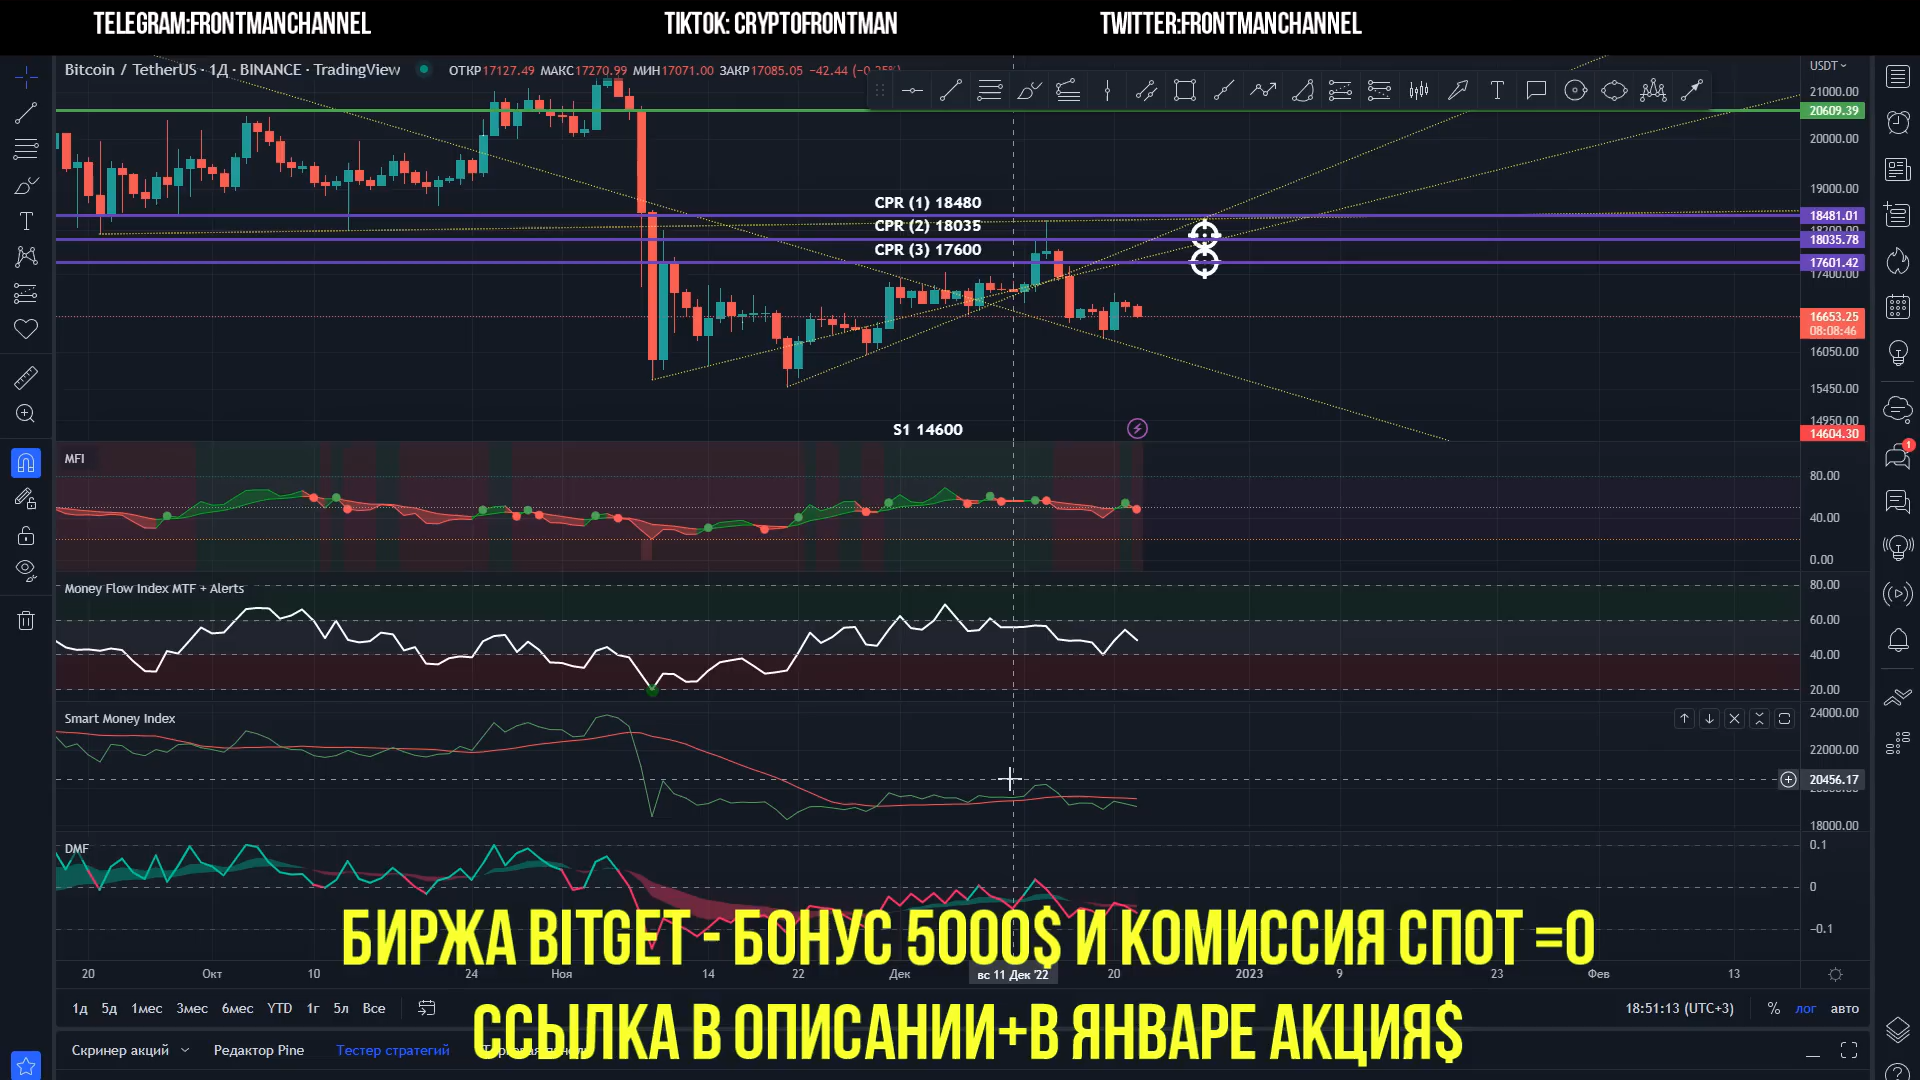 TELEGRAM:FRONTMANCHANNEL TIKTOK: CRYPTOFRONTMAN TWITTER:FRONTMANCHANNEL
Bitcoin / TetherUS · 1Д · BINANCE · TradingView ОТКР17127.49 МАКС17270.99 МИН17071.00 ЗАКР17085.05 -42.44
USDT
21000.00
20609.39
20000.00
19000.00
CPR (1) 18480
18481.01
CPR (2) 18035
18035.78
CPR (3) 17600
17601.42
17400.00
16653.25
08:08:46
16050.00
15450.00
14950.00
S1 14600
14604.30
MFI
80.00
40.00
0.00
Money Flow Index MTF + Alerts
80.00
60.00
40.00
20.00
Smart Money Index
24000.00
22000.00
20456.17
18000.00
DMF
0.1
0
-0.1
БИРЖА BITGET - БОНУС 5000$ И КОМИССИЯ СПОТ =0
20 Окт 10 24 Ноя 14 22 Дек вс 11 Дек '22 20 2023 9 23 Фев 13
1д 5д 1мес 3мес 6мес YTD 1г 5л Все 18:51:13 (UTC+3) % лог авто
ССЫЛКА В ОПИСАНИИ+В ЯНВАРЕ АКЦИЯ$
Скринер акций Редактор Pine Тестер стратегий